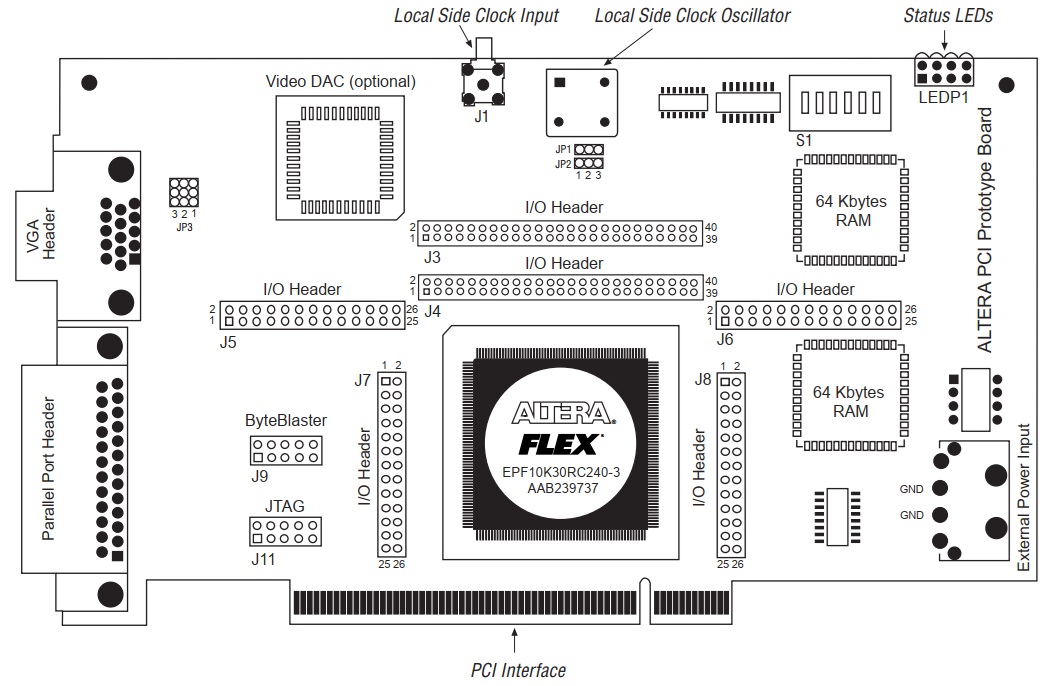 Local Side Clock Input
Local Side Clock Oscillator
Status LEDs
Video DAC (optional)
J1
S1
LEDP1
JP1
JP2
1 2 3
3 2 1
JP3
VGA
Header
64 Kbytes
RAM
ALTERA PCI Prototype Board
I/O Header
2
1
40
39
J3
I/O Header
2
1
40
39
J4
I/O Header
2
1
26
25
J5
I/O Header
2
1
26
25
J6
1 2
J7
I/O Header
25 26
1 2
J8
I/O Header
25 26
64 Kbytes
RAM
ALTERA®
FLEX®
EPF10K30RC240-3
AAB239737
ByteBlaster
J9
JTAG
J11
Parallel Port Header
GND
GND
External Power Input
PCI Interface